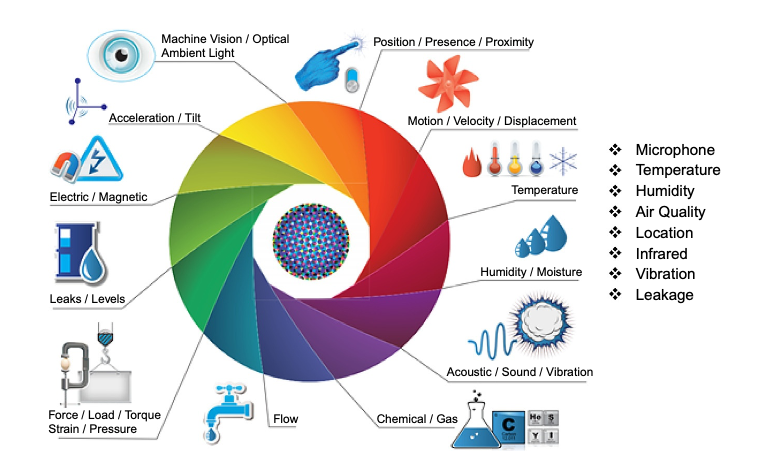 Machine Vision / Optical
Ambient Light
Position / Presence / Proximity
Acceleration / Tilt
Motion / Velocity / Displacement
Electric / Magnetic
Temperature
Leaks / Levels
Humidity / Moisture
Force / Load / Torque
Strain / Pressure
Flow
Chemical / Gas
Acoustic / Sound / Vibration
C
He S
Y I
❖ Microphone
❖ Temperature
❖ Humidity
❖ Air Quality
❖ Location
❖ Infrared
❖ Vibration
❖ Leakage